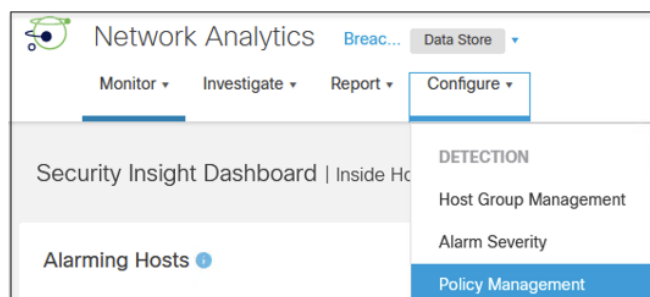 Network Analytics Breac... Data Store
Monitor Investigate Report Configure
Security Insight Dashboard | Inside Ho
DETECTION
Host Group Management
Alarm Severity
Policy Management
Alarming Hosts